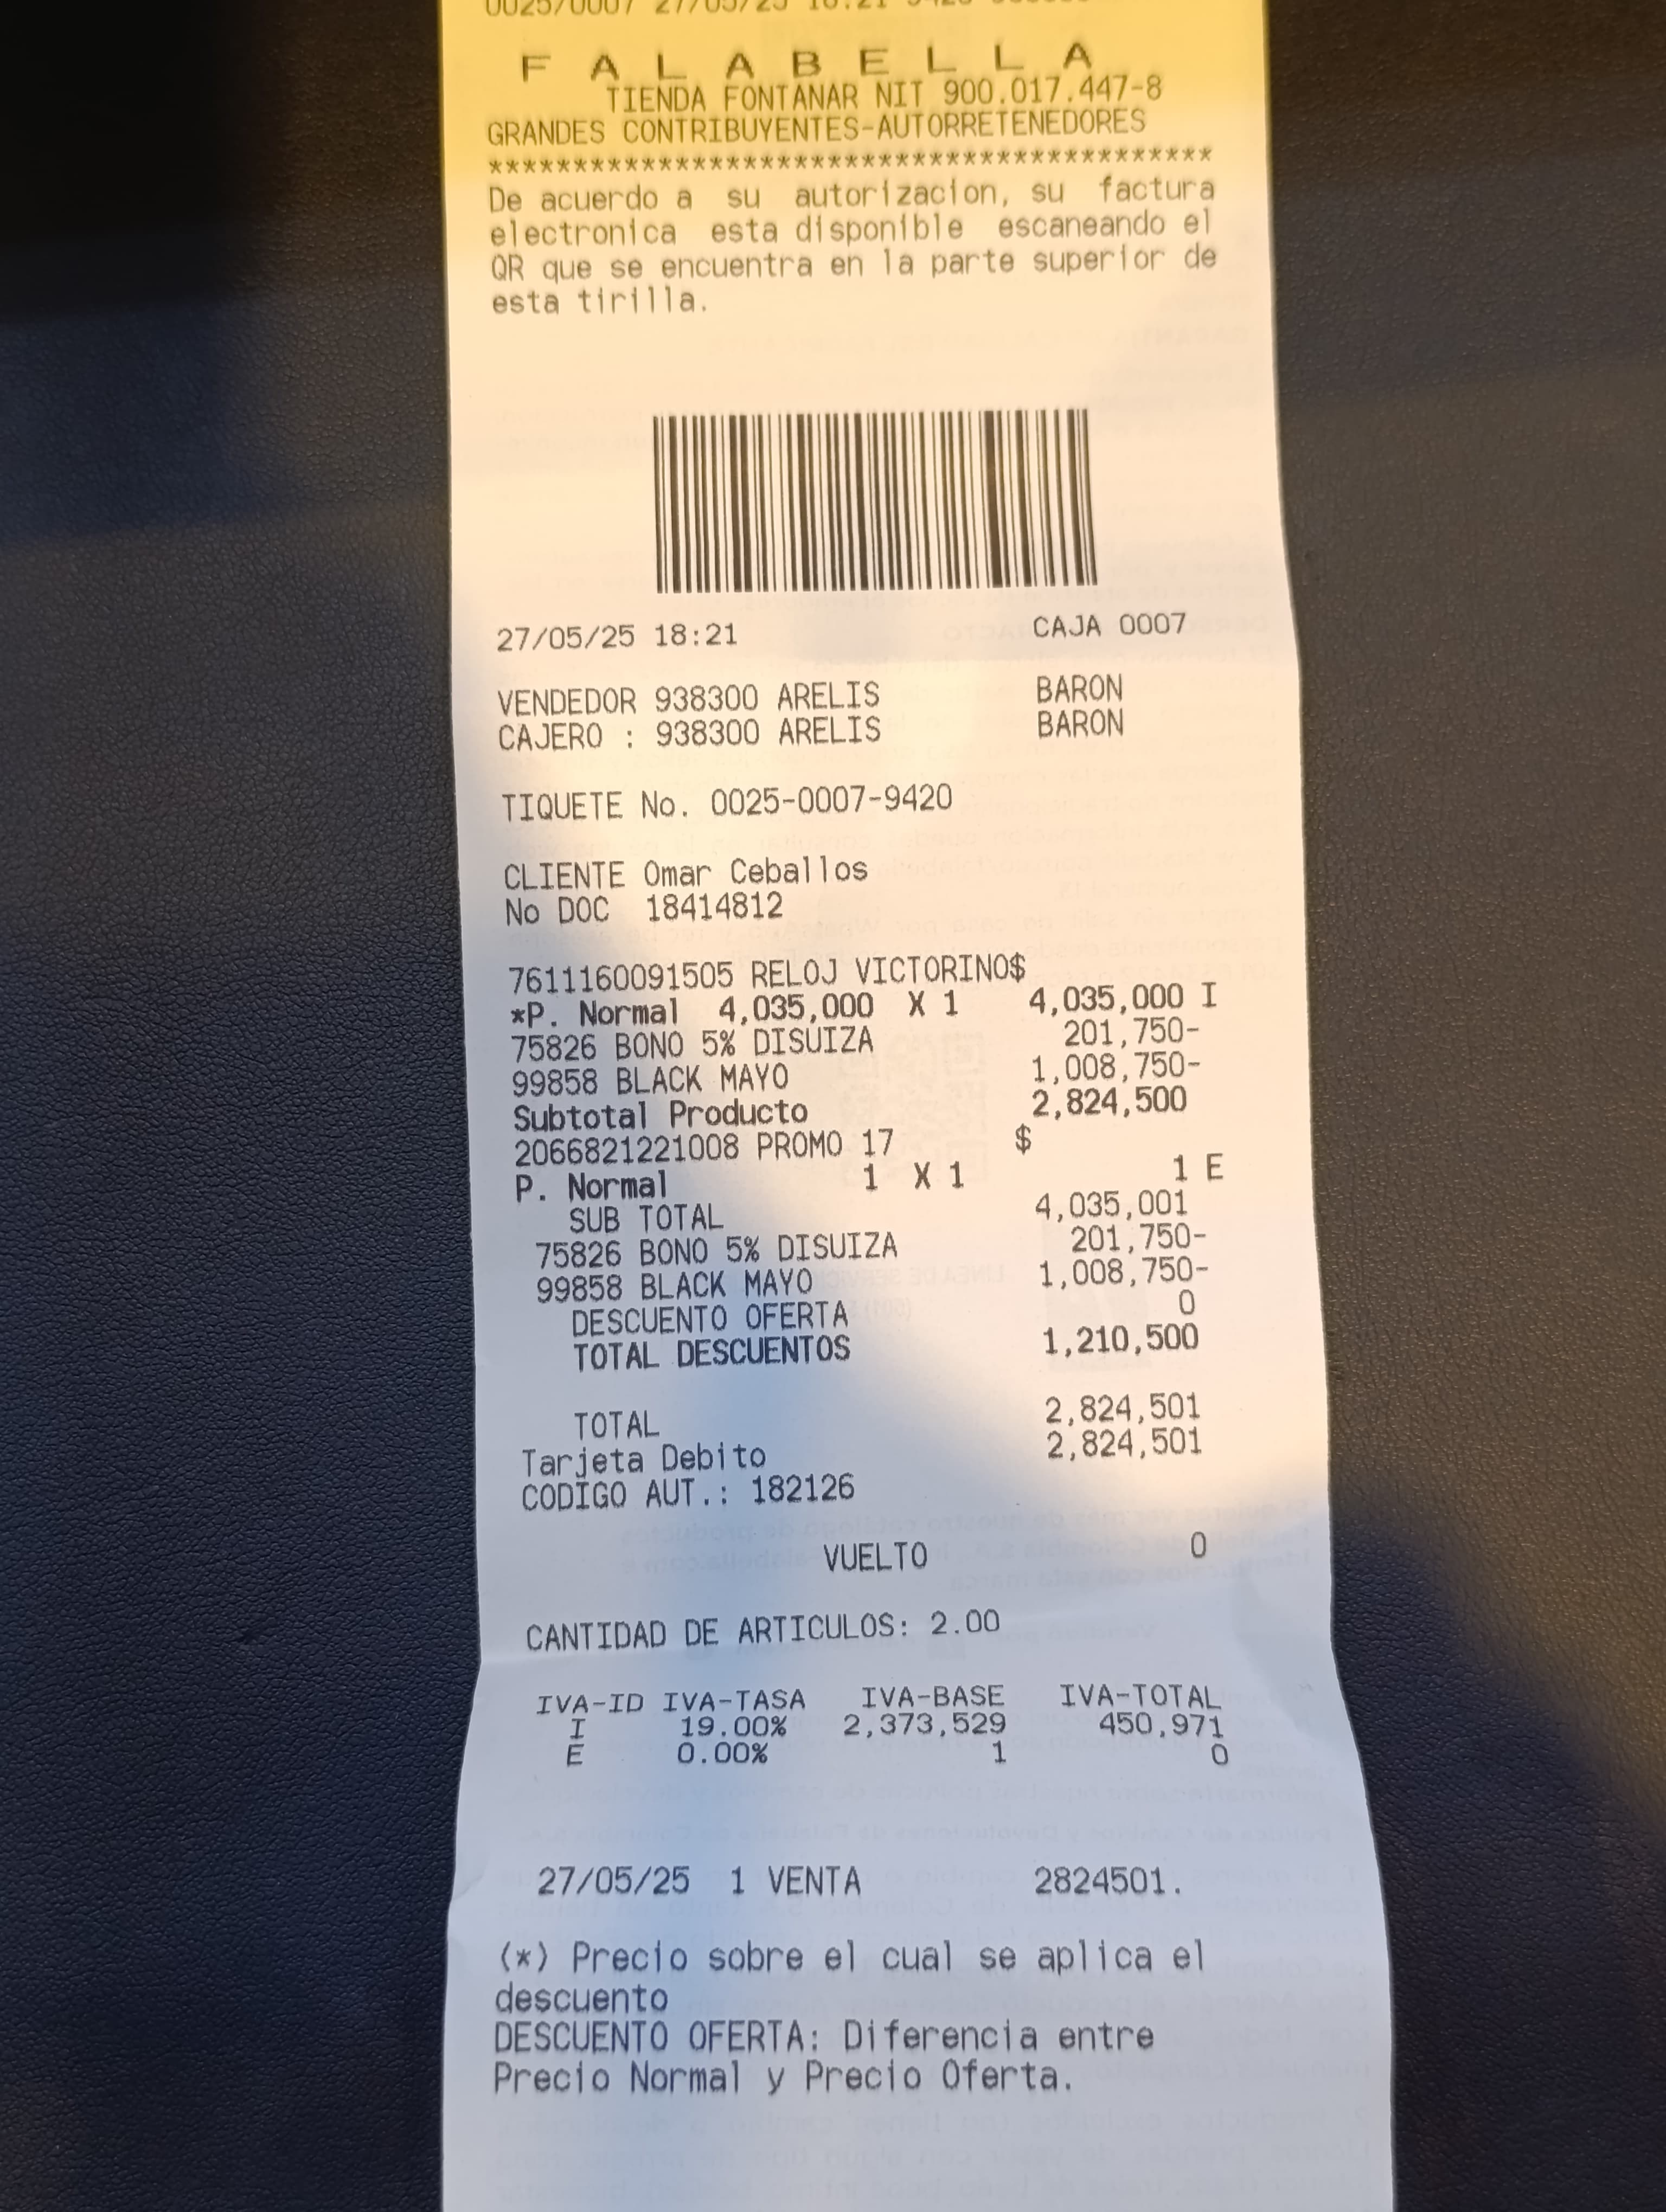 0025/0007 27/05/25 18:21 9420
F A L A B E L L A
TIENDA FONTANAR NIT 900.017.447-8
GRANDES CONTRIBUYENTES-AUTORRETENEDORES
******************************************
De acuerdo a su autorizacion, su factura
electronica esta disponible escaneando el
QR que se encuentra en la parte superior de
esta tirilla.
27/05/25 18:21 CAJA 0007
VENDEDOR 938300 ARELIS BARON
CAJERO : 938300 ARELIS BARON
TIQUETE No. 0025-0007-9420
CLIENTE Omar Ceballos
No DOC 18414812
7611160091505 RELOJ VICTORINO$
*P. Normal 4,035,000 X 1 4,035,000 I
75826 BONO 5% DISUIZA 201,750-
99858 BLACK MAYO 1,008,750-
Subtotal Producto 2,824,500
2066821221008 PROMO 17 $
P. Normal 1 X 1 1 E
SUB TOTAL 4,035,001
75826 BONO 5% DISUIZA 201,750-
99858 BLACK MAYO 1,008,750-
DESCUENTO OFERTA 0
TOTAL DESCUENTOS 1,210,500
TOTAL 2,824,501
Tarjeta Debito 2,824,501
CODIGO AUT.: 182126
VUELTO 0
CANTIDAD DE ARTICULOS: 2.00
IVA-ID IVA-TASA IVA-BASE IVA-TOTAL
I 19.00% 2,373,529 450,971
E 0.00% 1 0
27/05/25 1 VENTA 2824501.
(*) Precio sobre el cual se aplica el
descuento
DESCUENTO OFERTA: Diferencia entre
Precio Normal y Precio Oferta.